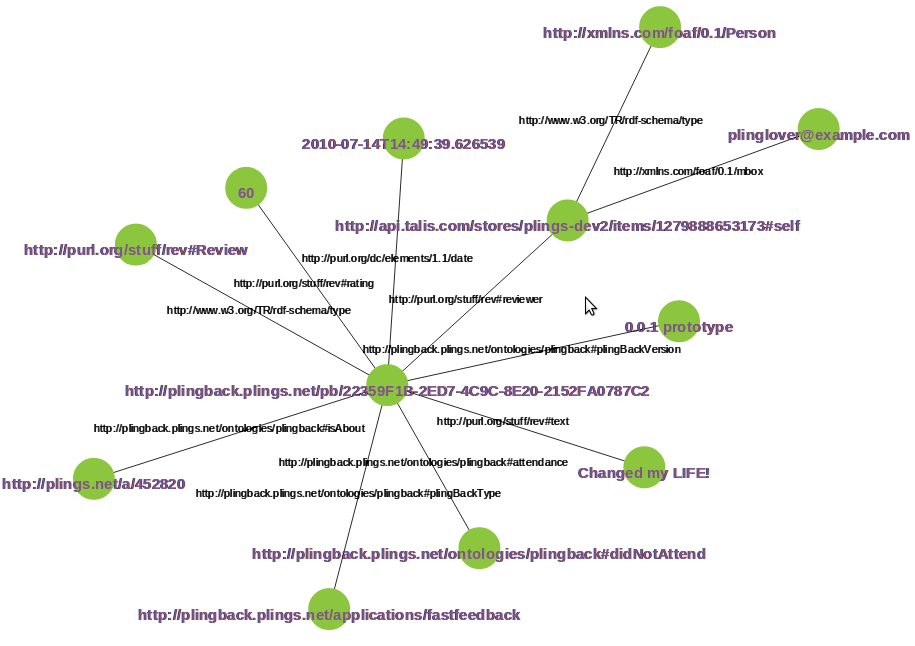 http://xmlns.com/foaf/0.1/Person
http://www.w3.org/TR/rdf-schema/type
plinglover@example.com
2010-07-14T14:49:39.626539
http://xmlns.com/foaf/0.1/mbox
60
http://api.talis.com/stores/plings-dev2/items/1279888653173#self
http://purl.org/stuff/rev#Review
http://purl.org/dc/elements/1.1/date
http://purl.org/stuff/rev#rating
http://purl.org/stuff/rev#reviewer
http://www.w3.org/TR/rdf-schema/type
0.0.1 prototype
http://plingback.plings.net/ontologies/plingback#plingBackVersion
http://plingback.plings.net/pb/22359F1B-2ED7-4C9C-8E20-2152FA0787C2
http://purl.org/stuff/rev#text
http://plingback.plings.net/ontologies/plingback#isAbout
http://plingback.plings.net/ontologies/plingback#attendance
Changed my LIFE!
http://plings.net/a/452820
http://plingback.plings.net/ontologies/plingback#plingBackType
http://plingback.plings.net/ontologies/plingback#didNotAttend
http://plingback.plings.net/applications/fastfeedback